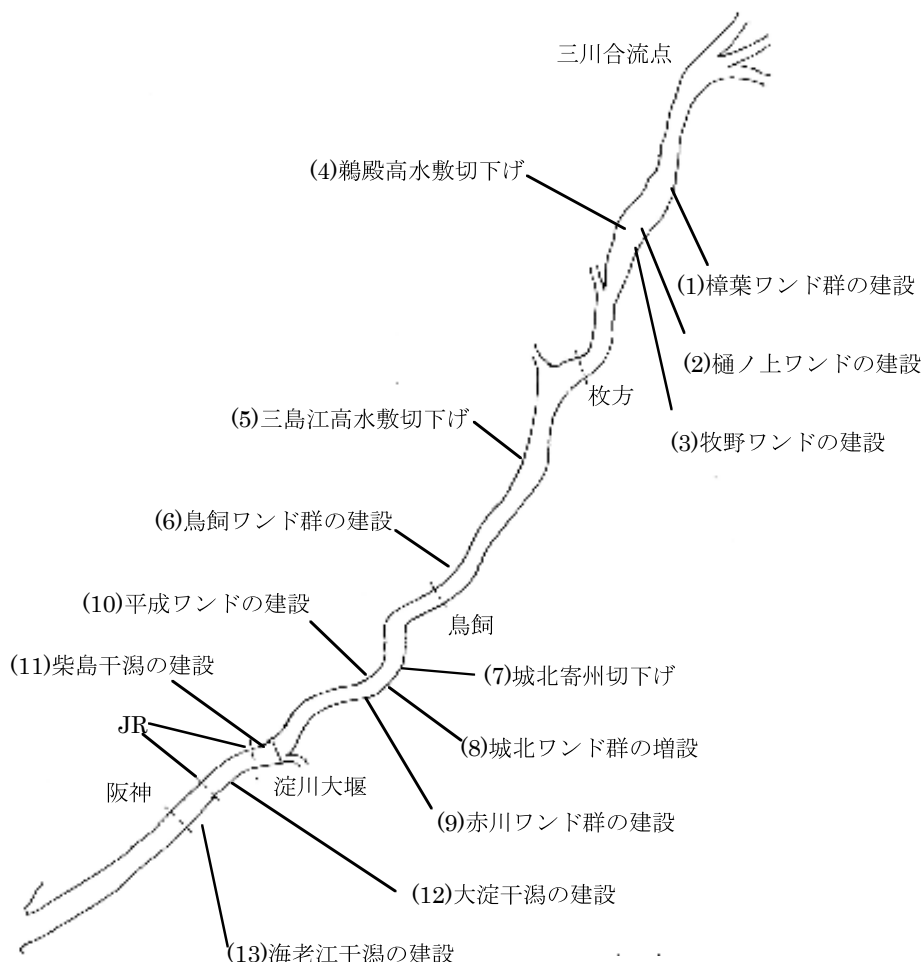 三川合流点
(4)鵜殿高水敷切下げ
(1)樟葉ワンド群の建設
(2)樋ノ上ワンドの建設
枚方
(5)三島江高水敷切下げ
(3)牧野ワンドの建設
(6)鳥飼ワンド群の建設
(10)平成ワンドの建設
鳥飼
(11)柴島干潟の建設
(7)城北寄州切下げ
JR
(8)城北ワンド群の増設
阪神
淀川大堰
(9)赤川ワンド群の建設
(12)大淀干潟の建設
(13)海老江干潟の建設